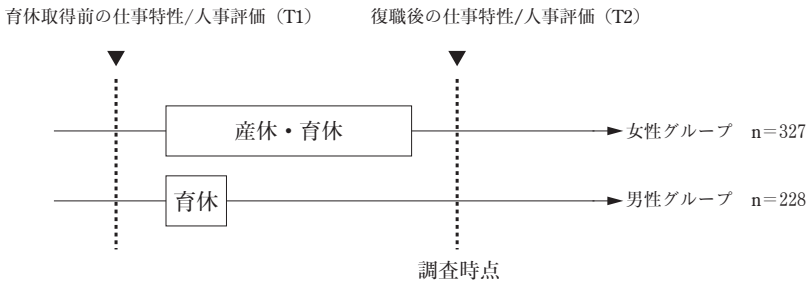 育休取得前の仕事特性/人事評価（T1）
復職後の仕事特性/人事評価（T2）
産休・育休
女性グループ　n＝327
育休
男性グループ　n＝228
調査時点